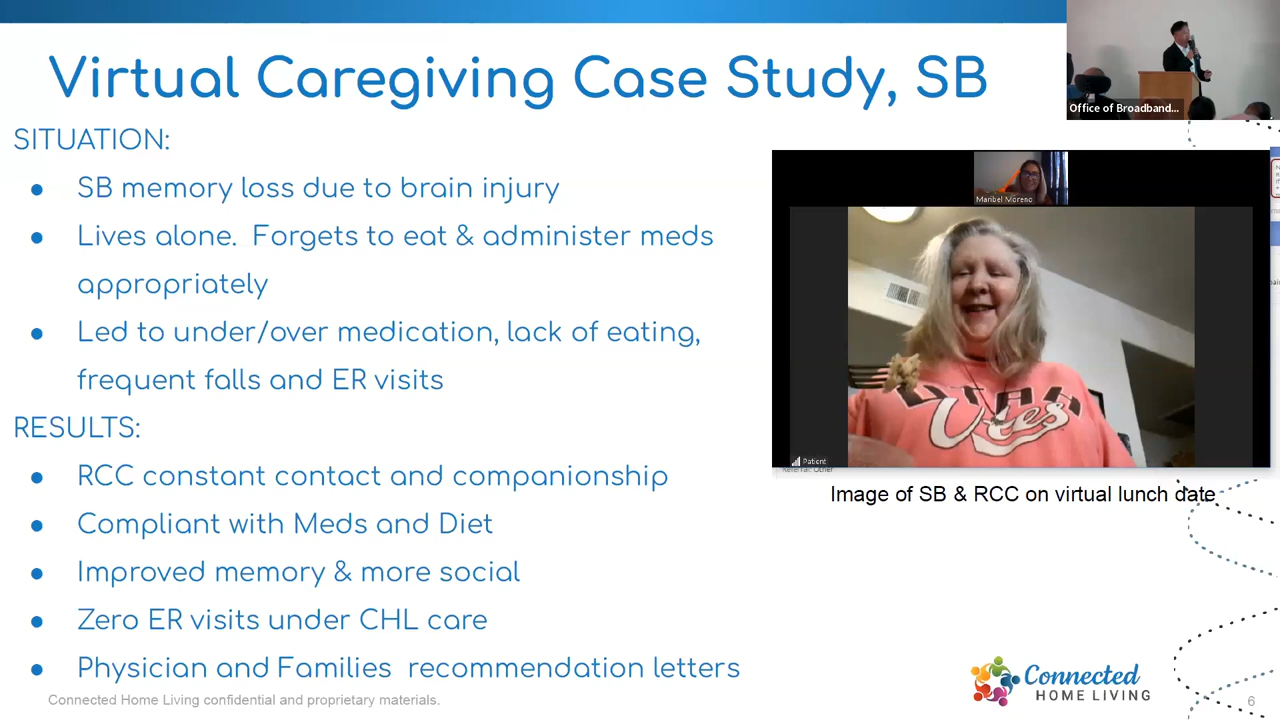 Virtual Caregiving Case Study, SB
Office of Broadband...
SITUATION:
● SB memory loss due to brain injury
● Lives alone.  Forgets to eat & administer meds
appropriately
● Led to under/over medication, lack of eating,
frequent falls and ER visits
RESULTS:
● RCC constant contact and companionship
● Compliant with Meds and Diet
● Improved memory & more social
● Zero ER visits under CHL care
● Physician and Families  recommendation letters
Maribel Moreno
UTAH
Utes
Patient
Referral: Other
Image of SB & RCC on virtual lunch date
Connected
HOME LIVING
Connected Home Living confidential and proprietary materials.
6